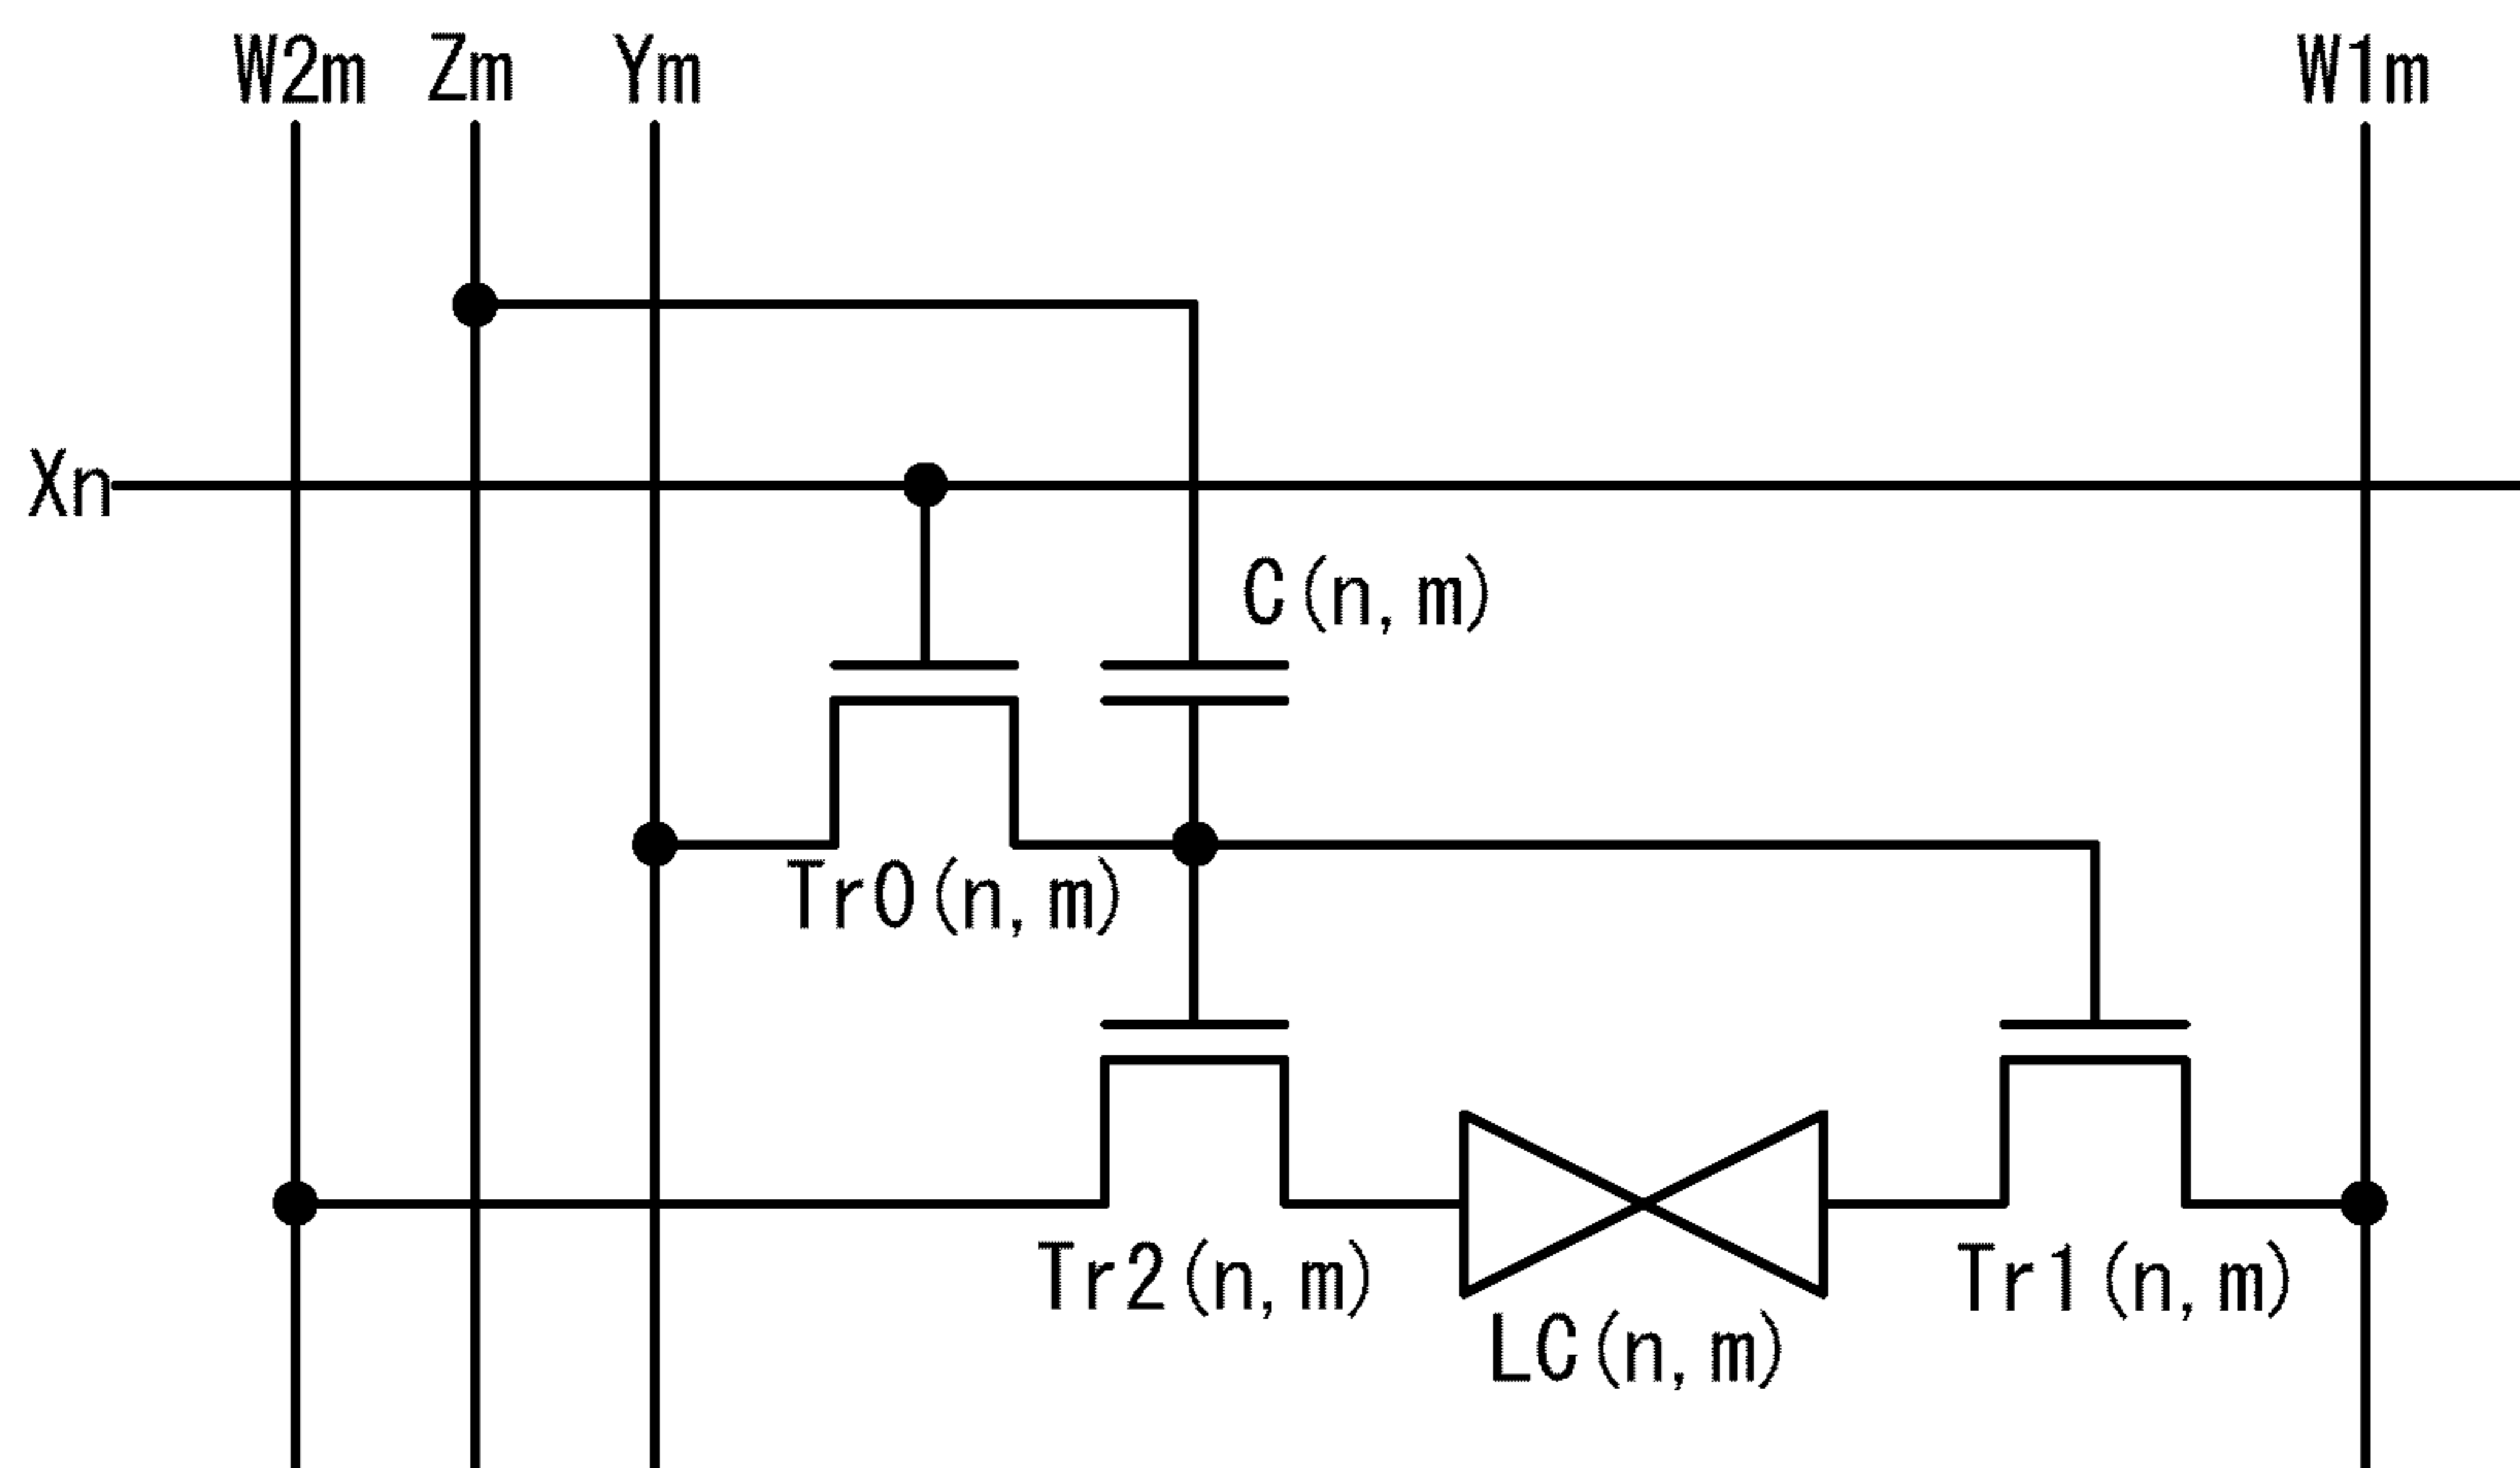 W2m Zm Ym W1m
Xn
C(n,m)
Tr0(n,m)
Tr2(n,m) Tr1(n,m)
LC(n,m)